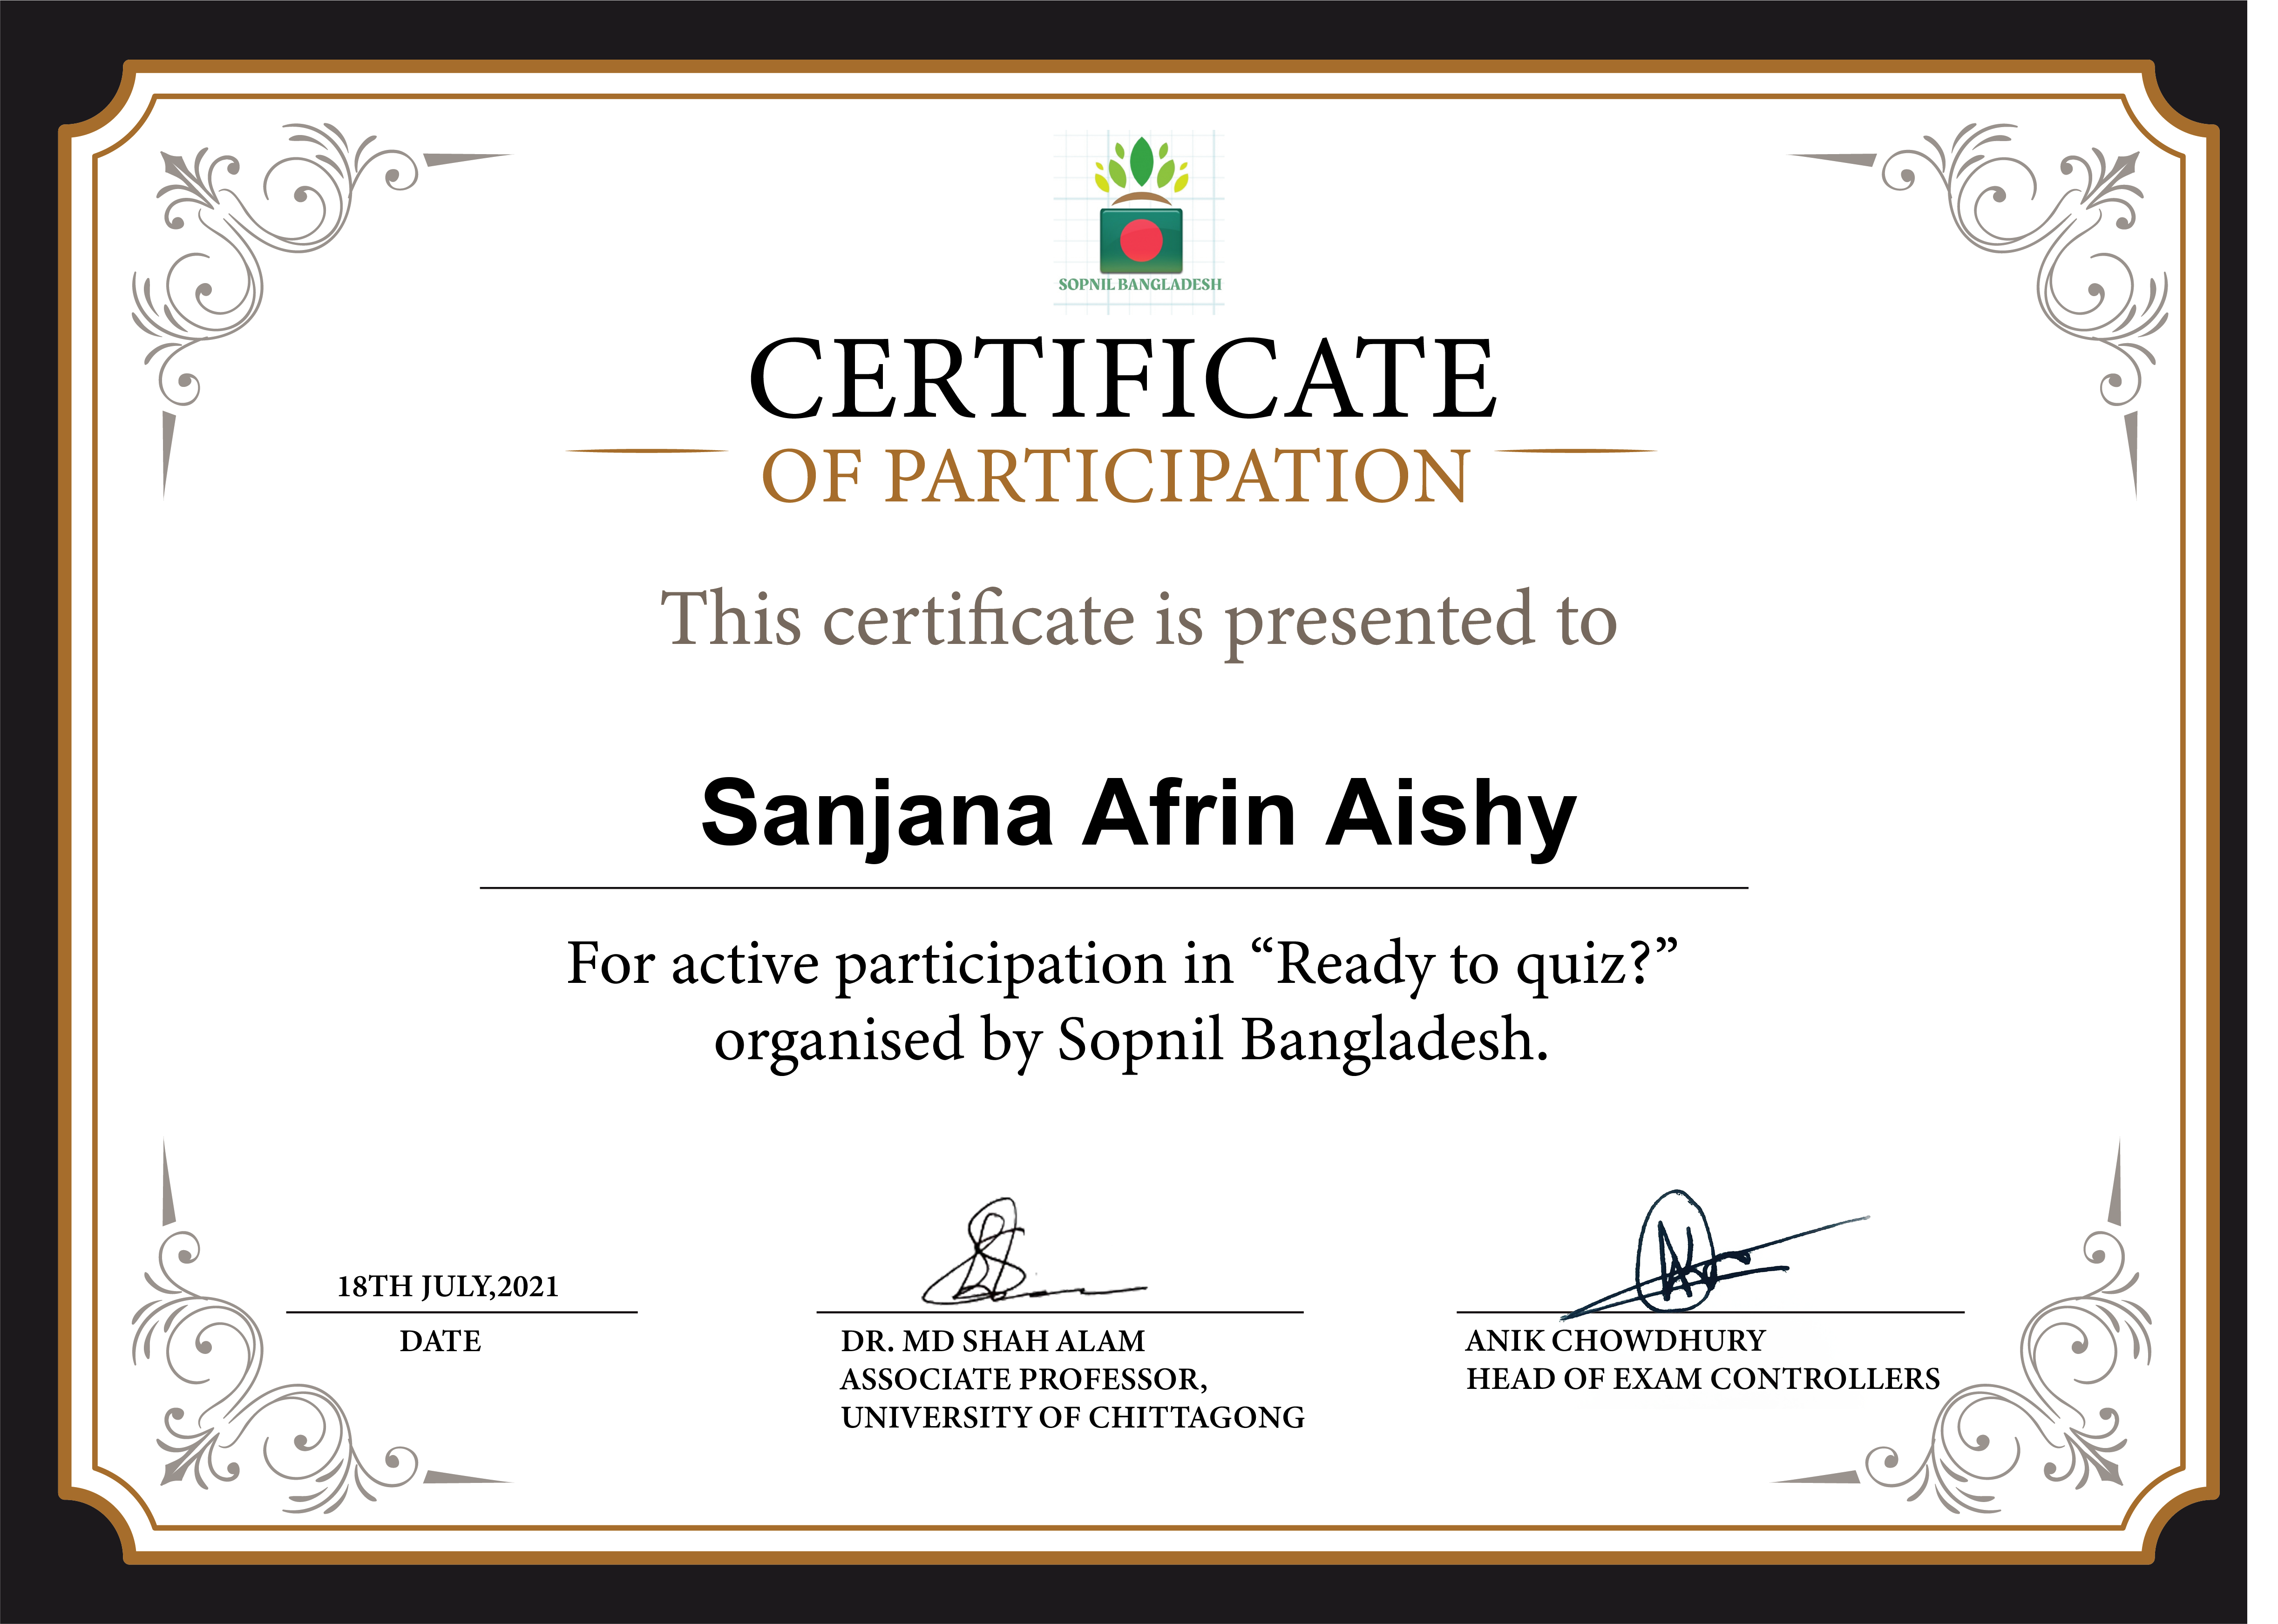 SOPNIL BANGLADESH
CERTIFICATE
OF PARTICIPATION
This certificate is presented to
Sanjana Afrin Aishy
For active participation in “Ready to quiz?”
organised by Sopnil Bangladesh.
18TH JULY,2021
DATE
DR. MD SHAH ALAM
ASSOCIATE PROFESSOR,
UNIVERSITY OF CHITTAGONG
ANIK CHOWDHURY
HEAD OF EXAM CONTROLLERS